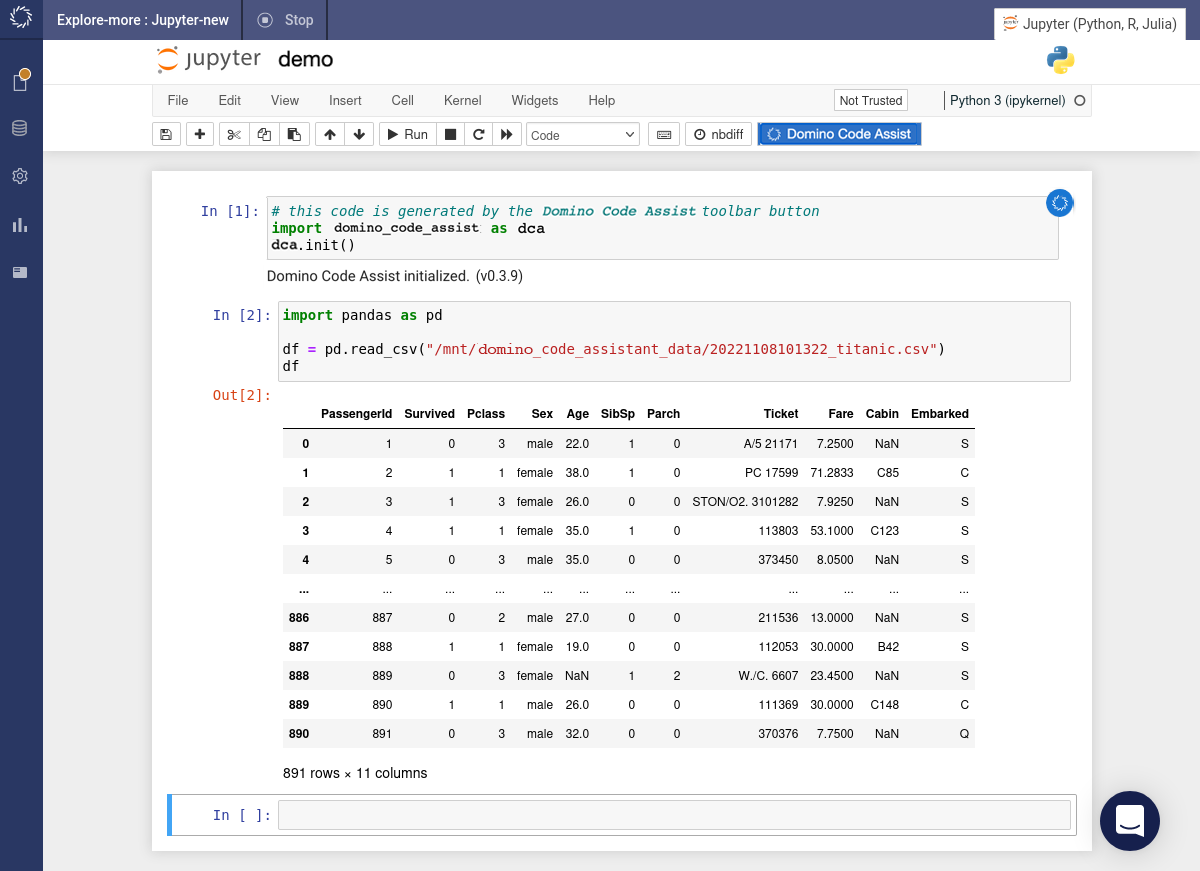 Explore-more : Jupyter-new Stop Jupyter (Python, R, Julia)
jupyter demo
File Edit View Insert Cell Kernel Widgets Help Not Trusted Python 3 (ipykernel)
Run Code nbdiff Domino Code Assist
In [1]: # this code is generated by the Domino Code Assist toolbar button
import domino_code_assist as dca
dca.init()
Domino Code Assist initialized. (v0.3.9)
In [2]: import pandas as pd
df = pd.read_csv("/mnt/domino_code_assistant_data/20221108101322_titanic.csv")
df
Out[2]:
PassengerId Survived Pclass Sex Age SibSp Parch Ticket Fare Cabin Embarked
0 1 0 3 male 22.0 1 0 A/5 21171 7.2500 NaN S
1 2 1 1 female 38.0 1 0 PC 17599 71.2833 C85 C
2 3 1 3 female 26.0 0 0 STON/O2. 3101282 7.9250 NaN S
3 4 1 1 female 35.0 1 0 113803 53.1000 C123 S
4 5 0 3 male 35.0 0 0 373450 8.0500 NaN S
... ... ... ... ... ... ... ... ... ... ... ...
886 887 0 2 male 27.0 0 0 211536 13.0000 NaN S
887 888 1 1 female 19.0 0 0 112053 30.0000 B42 S
888 889 0 3 female NaN 1 2 W./C. 6607 23.4500 NaN S
889 890 1 1 male 26.0 0 0 111369 30.0000 C148 C
890 891 0 3 male 32.0 0 0 370376 7.7500 NaN Q
891 rows × 11 columns
In [ ]: